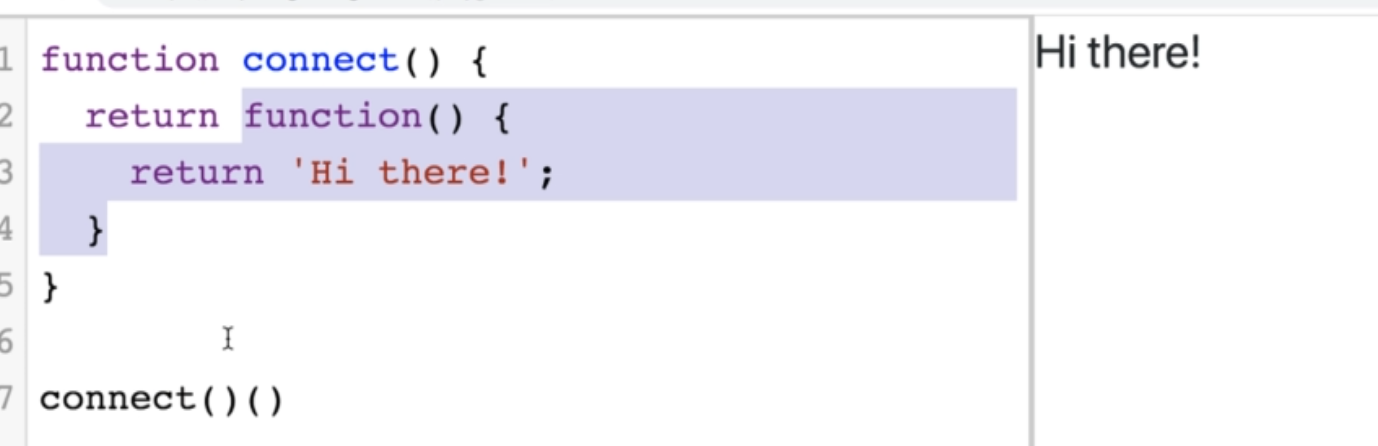 1 function connect() {
2 return function() {
3 return 'Hi there!';
4 }
5 }
6
7 connect()()
Hi there!